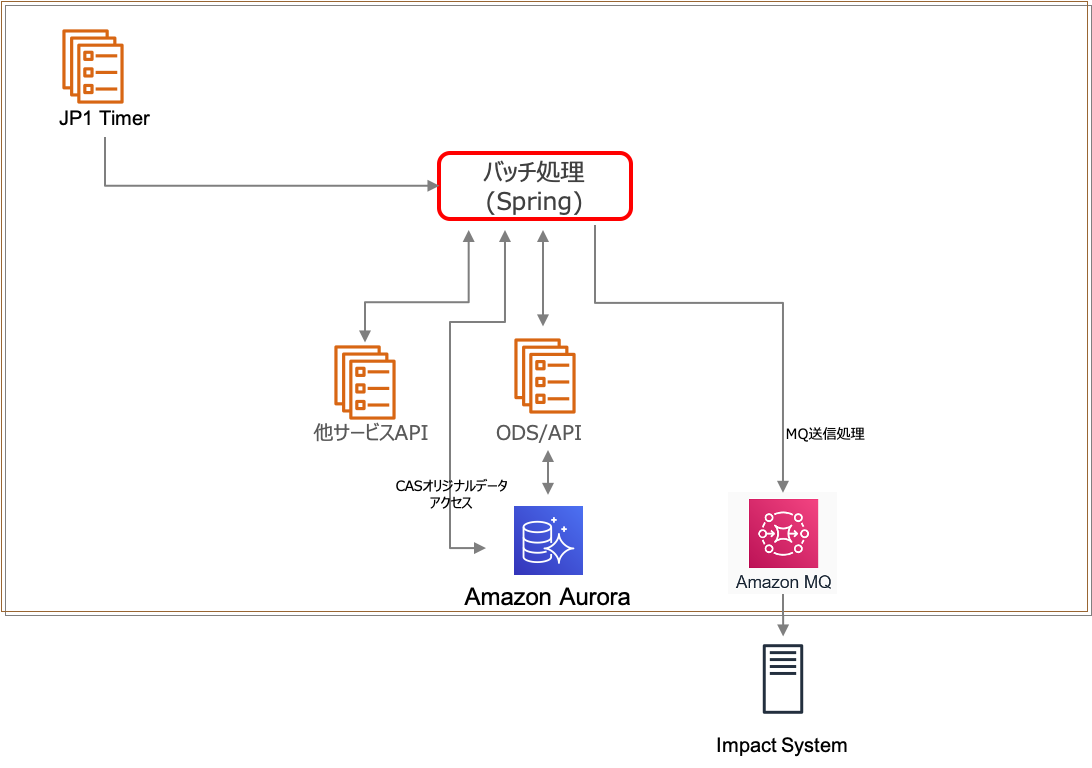 JP1 Timer
バッチ処理
(Spring)
他サービスAPI
ODS/API
MQ送信処理
CASオリジナルデータ
アクセス
Amazon Aurora
Amazon MQ
Impact System